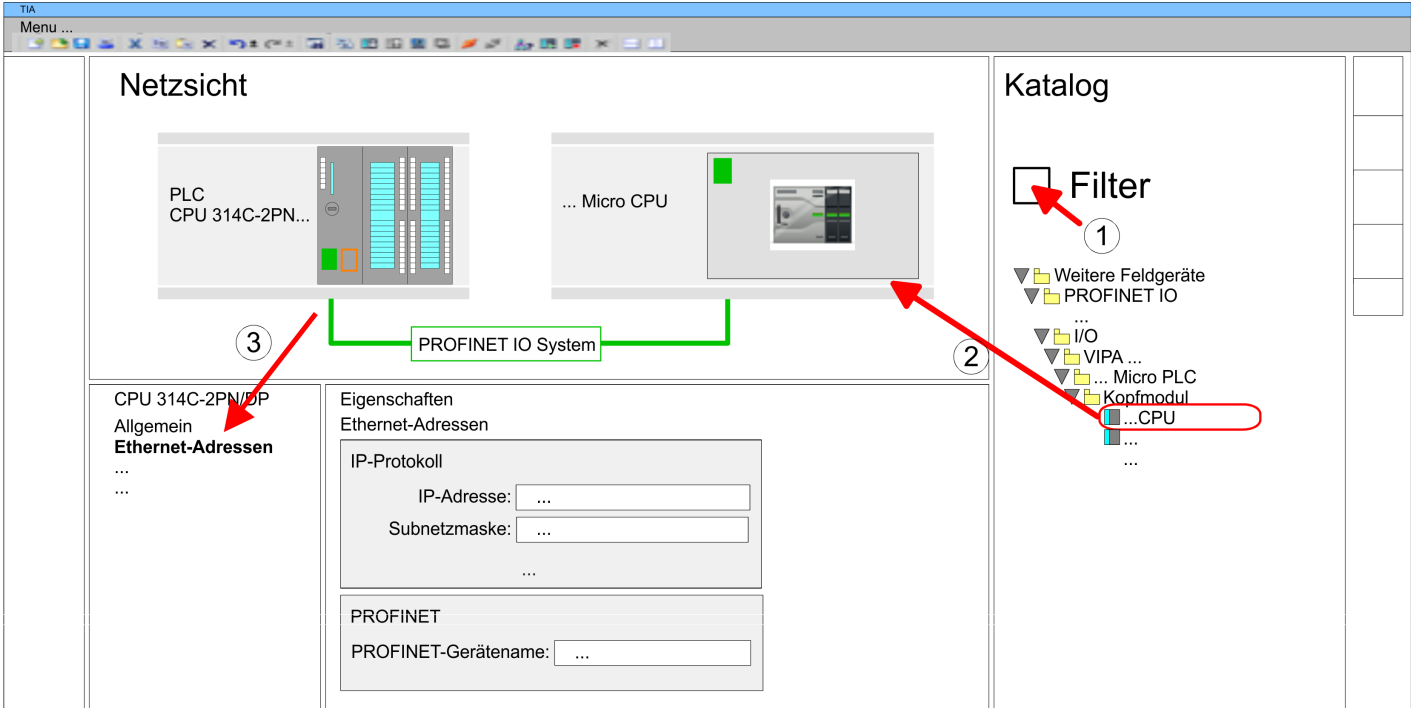 TIA
Menu ...
Netzsicht
PLC
CPU 314C-2PN...
... Micro CPU
PROFINET IO System
3
2
Katalog
Filter
1
Weitere Feldgeräte
PROFINET IO
...
I/O
VIPA ...
... Micro PLC
Kopfmodul
...CPU
...
...
CPU 314C-2PN/DP
Allgemein
Ethernet-Adressen
...
...
Eigenschaften
Ethernet-Adressen
IP-Protokoll
IP-Adresse: ...
Subnetzmaske: ...
...
PROFINET
PROFINET-Gerätename: ...